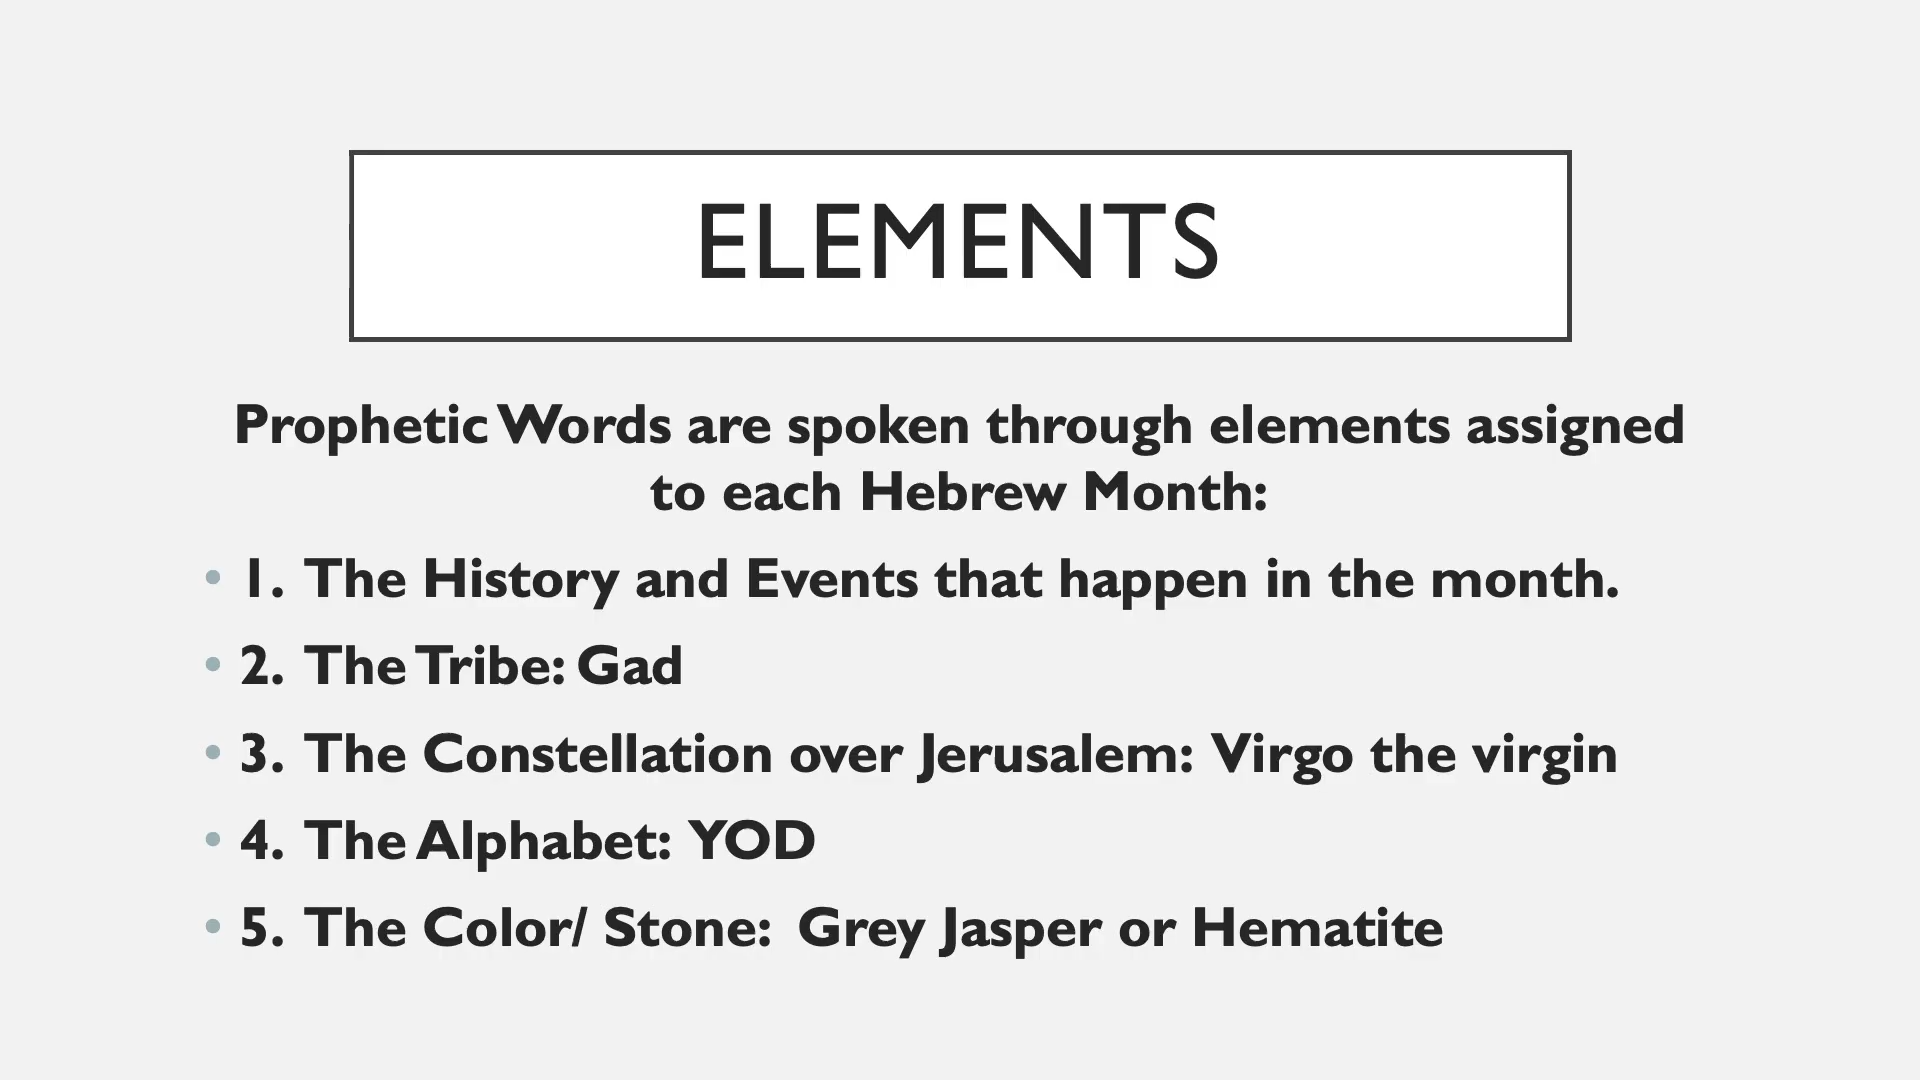 ELEMENTS
Prophetic Words are spoken through elements assigned
to each Hebrew Month:
• 1. The History and Events that happen in the month.
• 2. The Tribe: Gad
• 3. The Constellation over Jerusalem: Virgo the virgin
• 4. The Alphabet: YOD
• 5. The Color/ Stone: Grey Jasper or Hematite